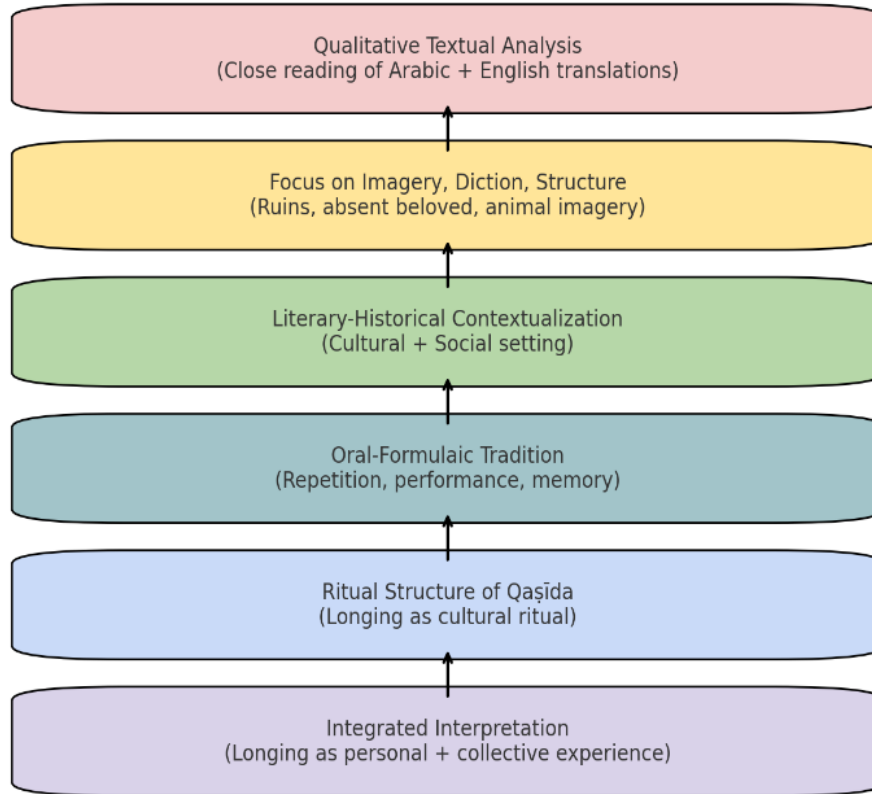 Qualitative Textual Analysis
(Close reading of Arabic + English translations)
Focus on Imagery, Diction, Structure
(Ruins, absent beloved, animal imagery)
Literary-Historical Contextualization
(Cultural + Social setting)
Oral-Formulaic Tradition
(Repetition, performance, memory)
Ritual Structure of Qaṣīda
(Longing as cultural ritual)
Integrated Interpretation
(Longing as personal + collective experience)